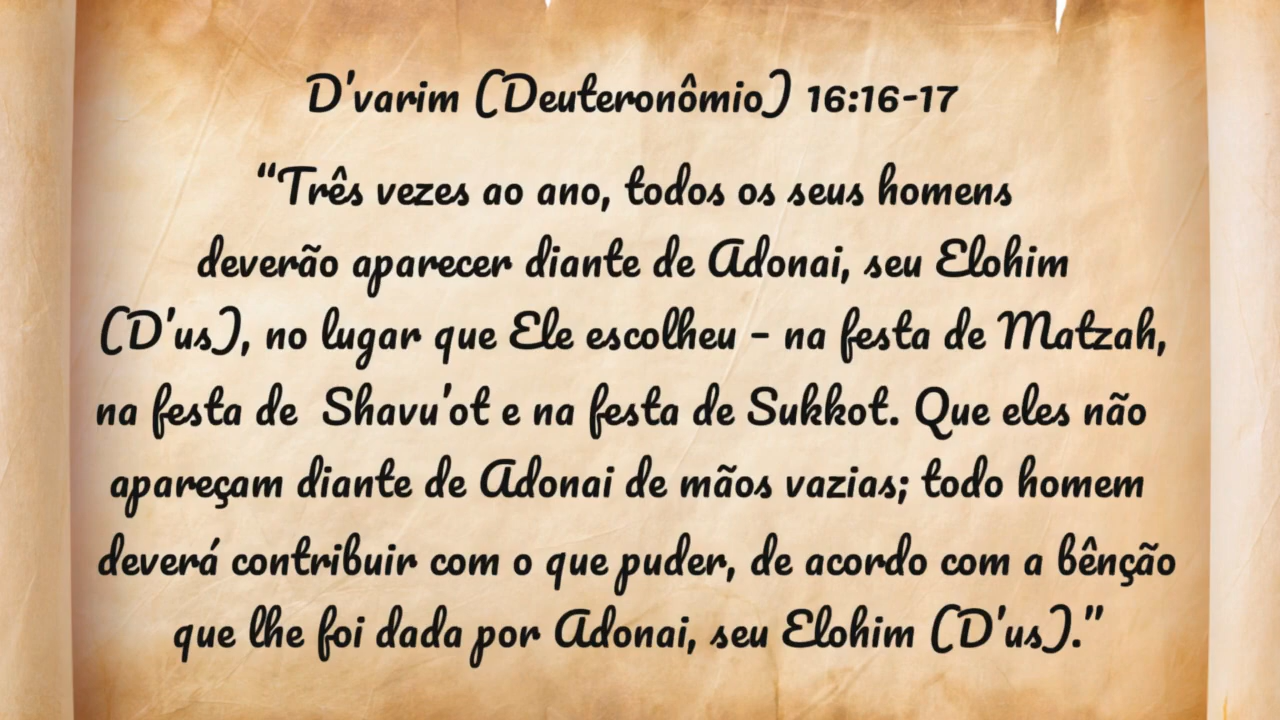 D'varim (Deuteronômio) 16:16-17
“Três vezes ao ano, todos os seus homens
deverão aparecer diante de Adonai, seu Elohim
(D'us), no lugar que Ele escolheu - na festa de Matzah,
na festa de Shavu'ot e na festa de Sukkot. Que eles não
apareçam diante de Adonai de mãos vazias; todo homem
deverá contribuir com o que puder, de acordo com a bênção
que lhe foi dada por Adonai, seu Elohim (D'us).”